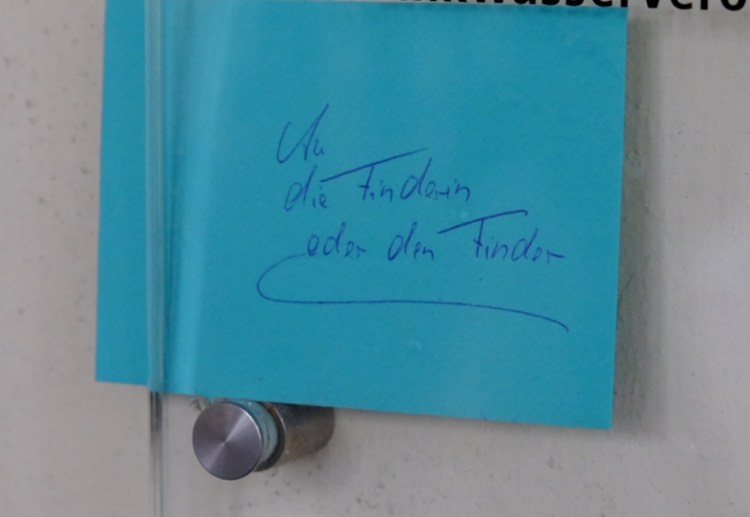 An
die Finderin
oder den Finder